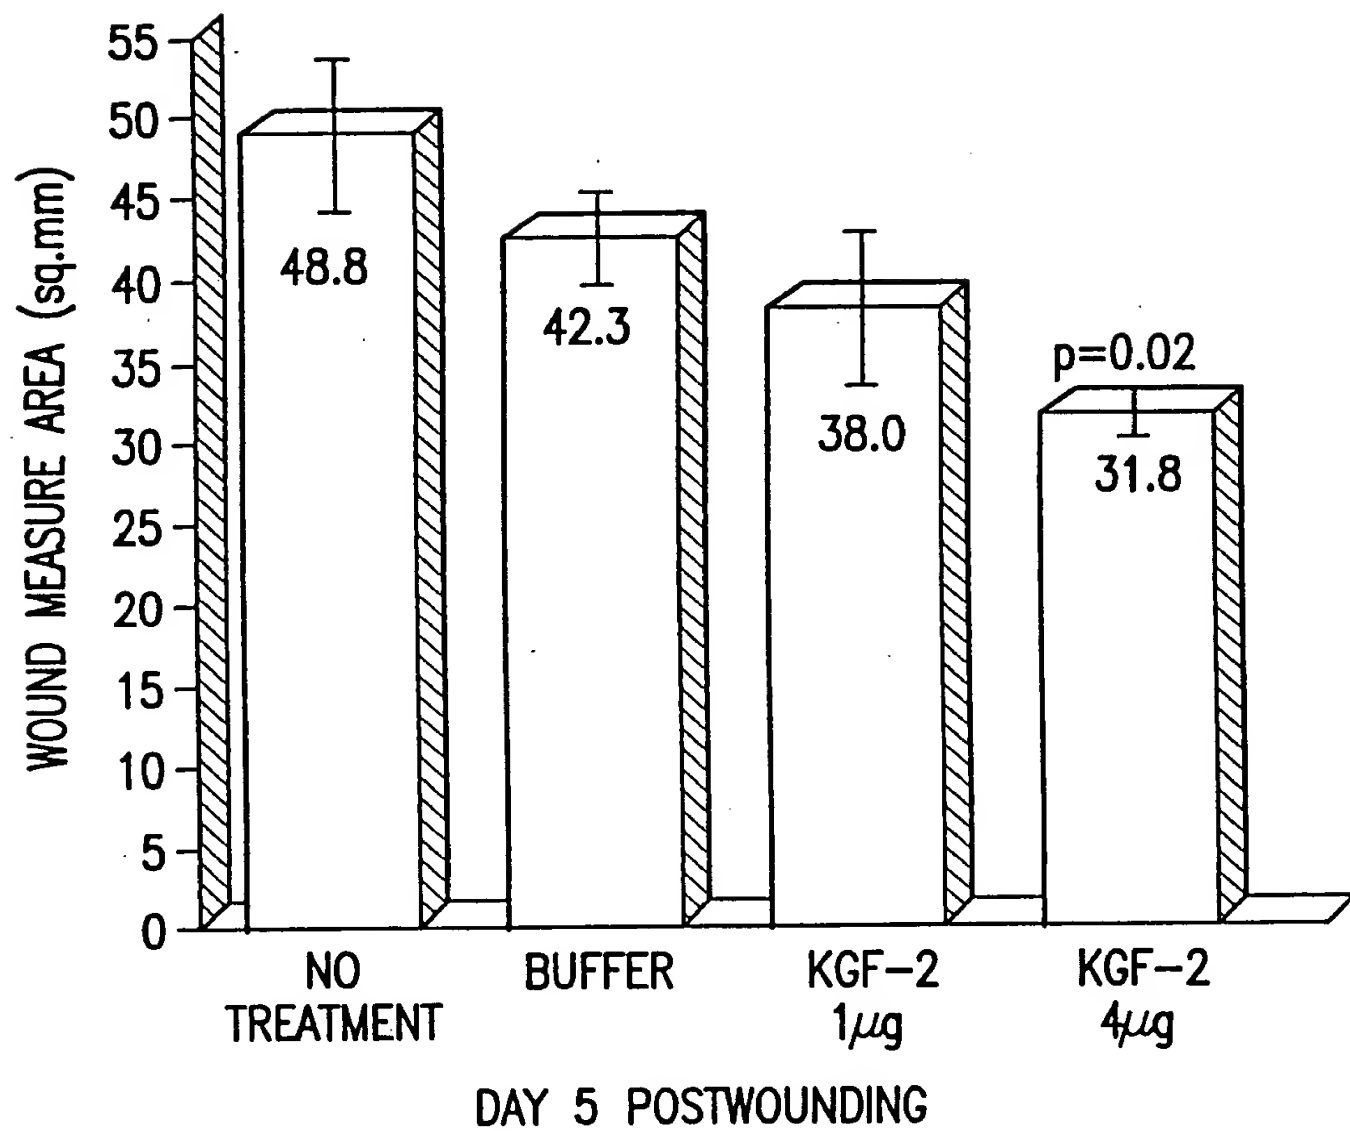 WOUND MEASURE AREA (sq.mm)
55
50
45
40
35
30
25
20
15
10
5
0
48.8
42.3
38.0
p=0.02
31.8
NO
TREATMENT
BUFFER
KGF-2
1μg
KGF-2
4μg
DAY 5 POSTWOUNDING